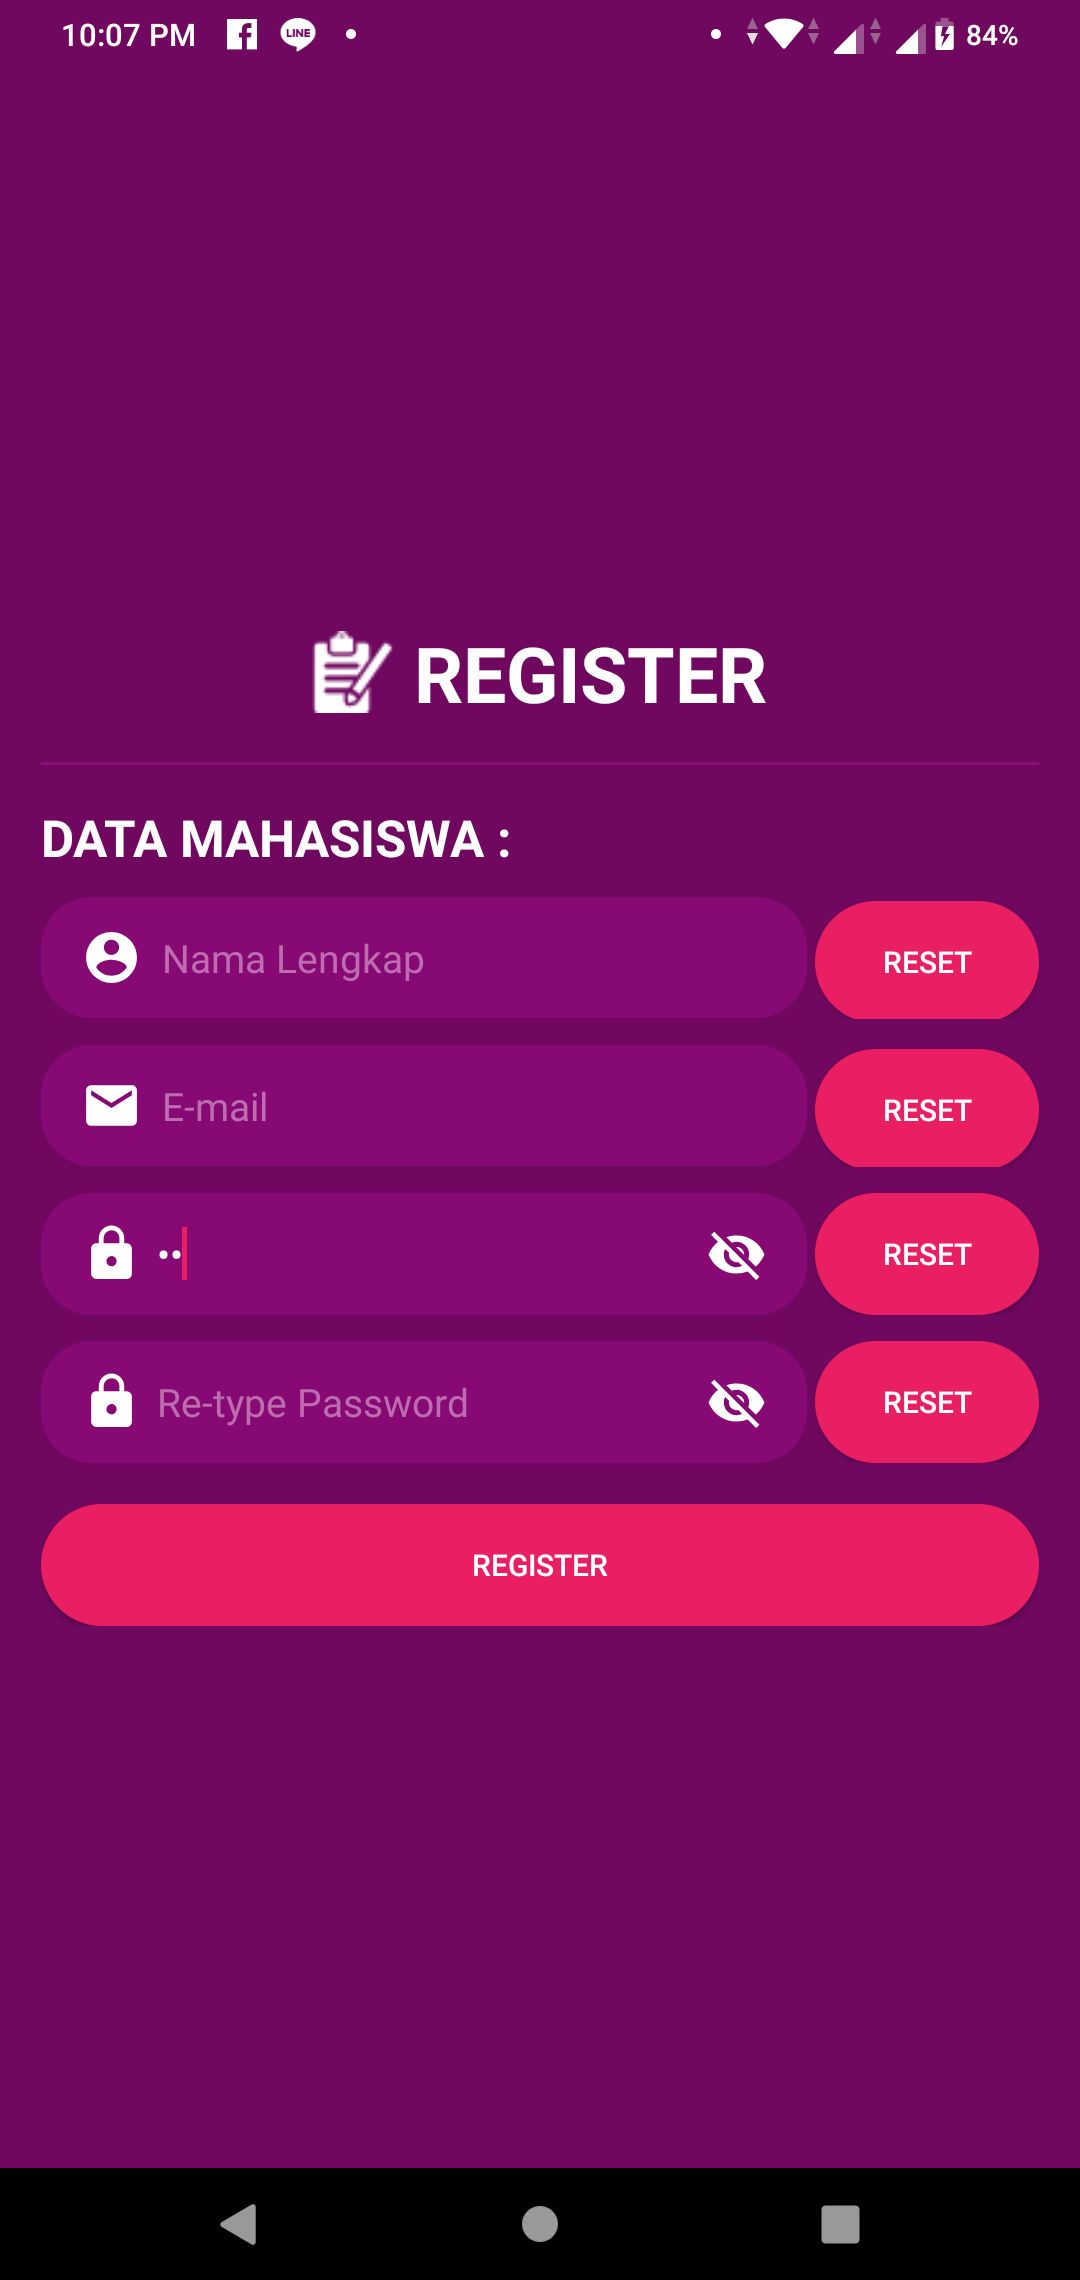 10:07 PM LINE 84%
REGISTER
DATA MAHASISWA :
Nama Lengkap RESET
E-mail RESET
•• RESET
Re-type Password RESET
REGISTER